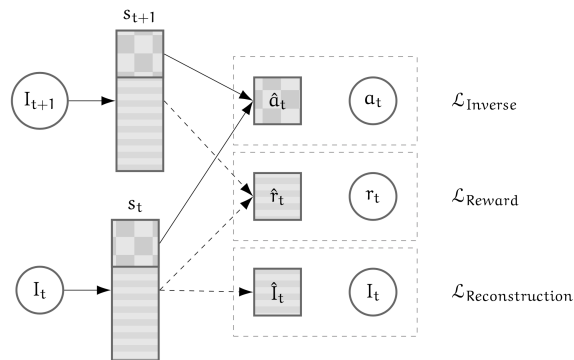 s_{t+1}
I_{t+1}
â_t
a_t
ℒ_Inverse
r̂_t
r_t
ℒ_Reward
s_t
I_t
Î_t
I_t
ℒ_Reconstruction